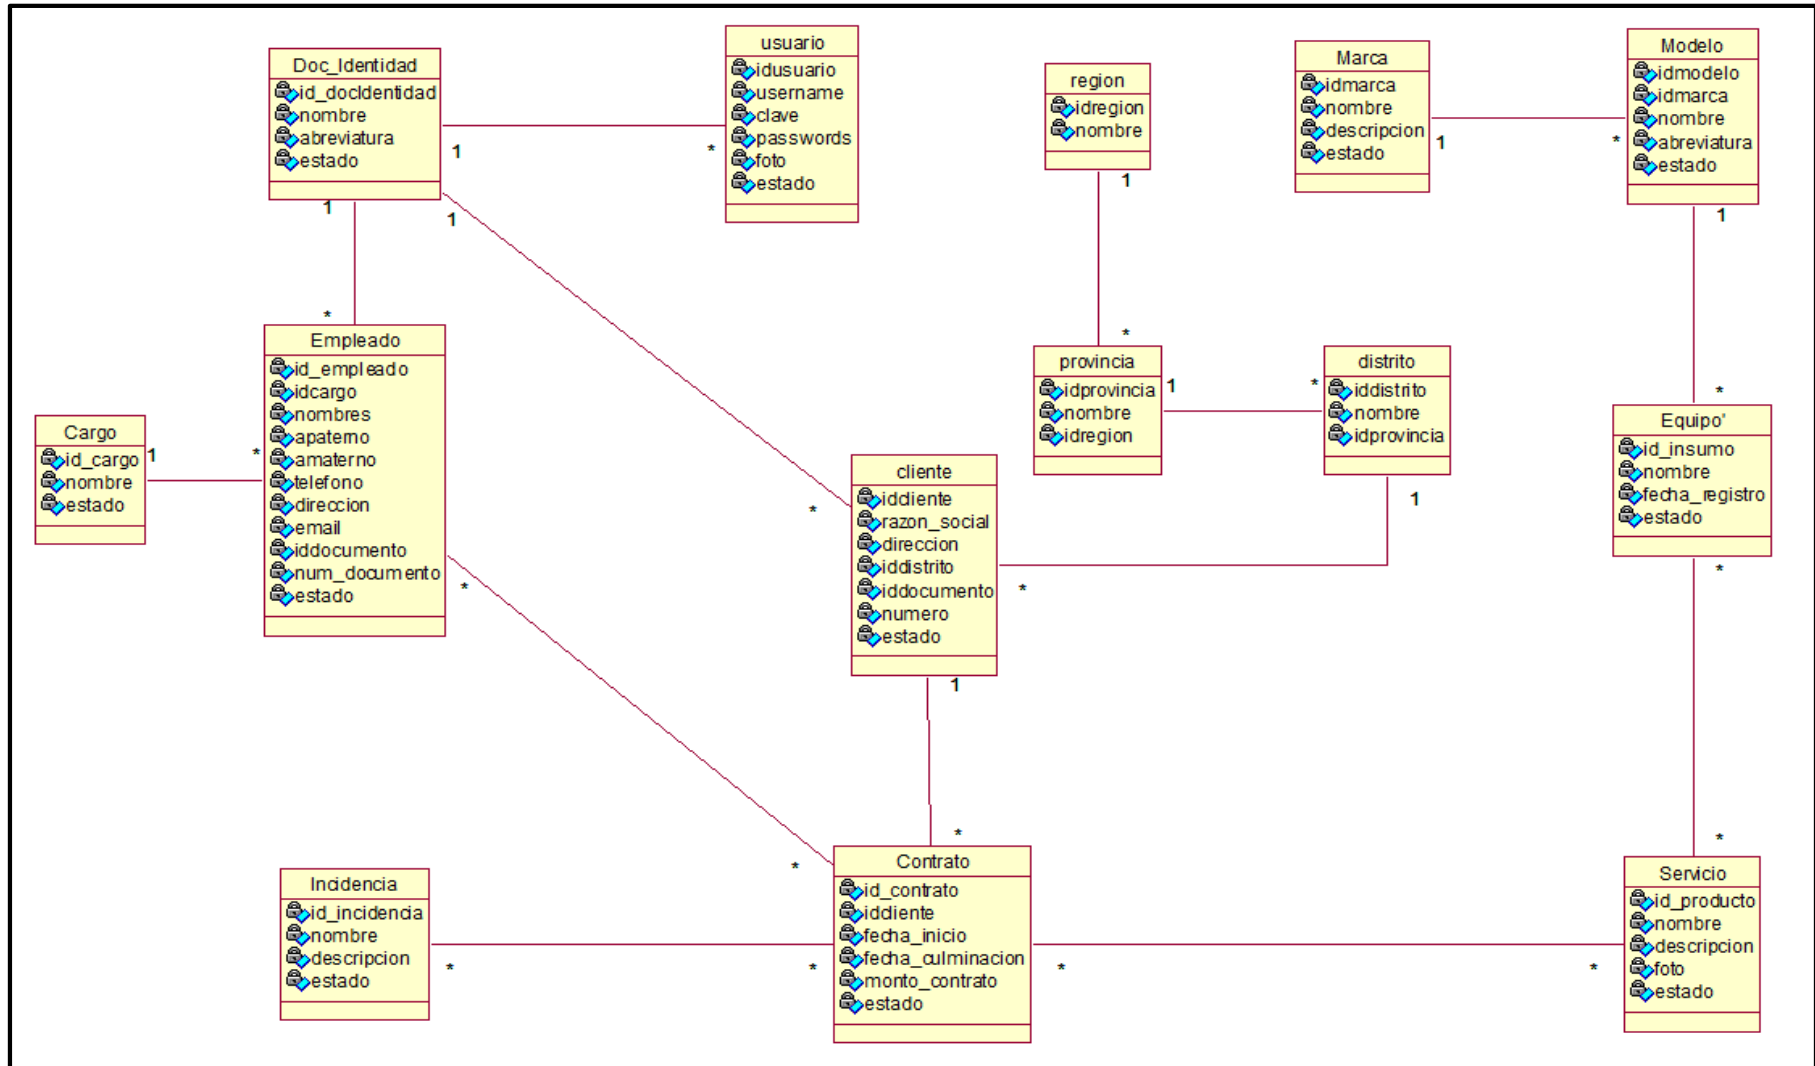 Doc_Identidad
id_docIdentidad
nombre
abreviatura
estado
1
1
1
*
usuario
idusuario
username
clave
passwords
foto
estado
region
idregion
nombre
1
*
Marca
idmarca
nombre
descripcion
estado
1
*
Modelo
idmodelo
idmarca
nombre
abreviatura
estado
1
*
*
Empleado
id_empleado
idcargo
nombres
apaterno
amaterno
telefono
direccion
email
iddocumento
num_documento
estado
*
Cargo
id_cargo
nombre
estado
1
*
provincia
idprovincia
nombre
idregion
1
*
distrito
iddistrito
nombre
idprovincia
1
Equipo'
id_insumo
nombre
fecha_registro
estado
*
*
cliente
idcliente
razon_social
direccion
iddistrito
iddocumento
numero
estado
*
*
1
*
Incidencia
id_incidencia
nombre
descripcion
estado
*
*
*
Contrato
id_contrato
idcliente
fecha_inicio
fecha_culminacion
monto_contrato
estado
*
*
Servicio
id_producto
nombre
descripcion
foto
estado